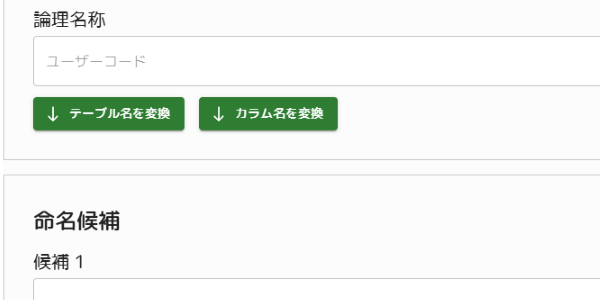 論理名称
ユーザーコード
テーブル名を変換
カラム名を変換
命名候補
候補 1